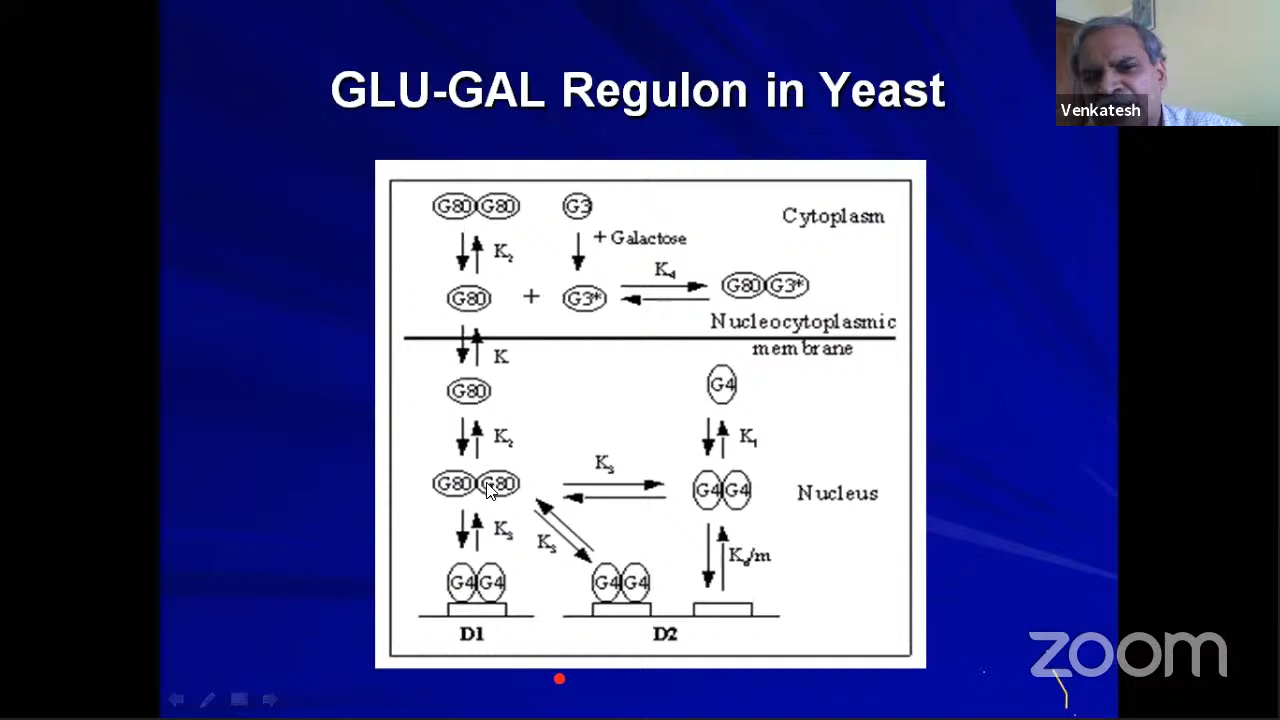 GLU-GAL Regulon in Yeast
Venkatesh
G80 G80 G3 Cytoplasm
+ Galactose
K2
K4
G80 + G3* G80 G3*
Nucleocytoplasmic
membrane
K
G80 G4
K2 K1
K3
G80 G80 G4 G4 Nucleus
K3 K3
Kd/m
G4 G4 G4 G4
D1 D2
zoom